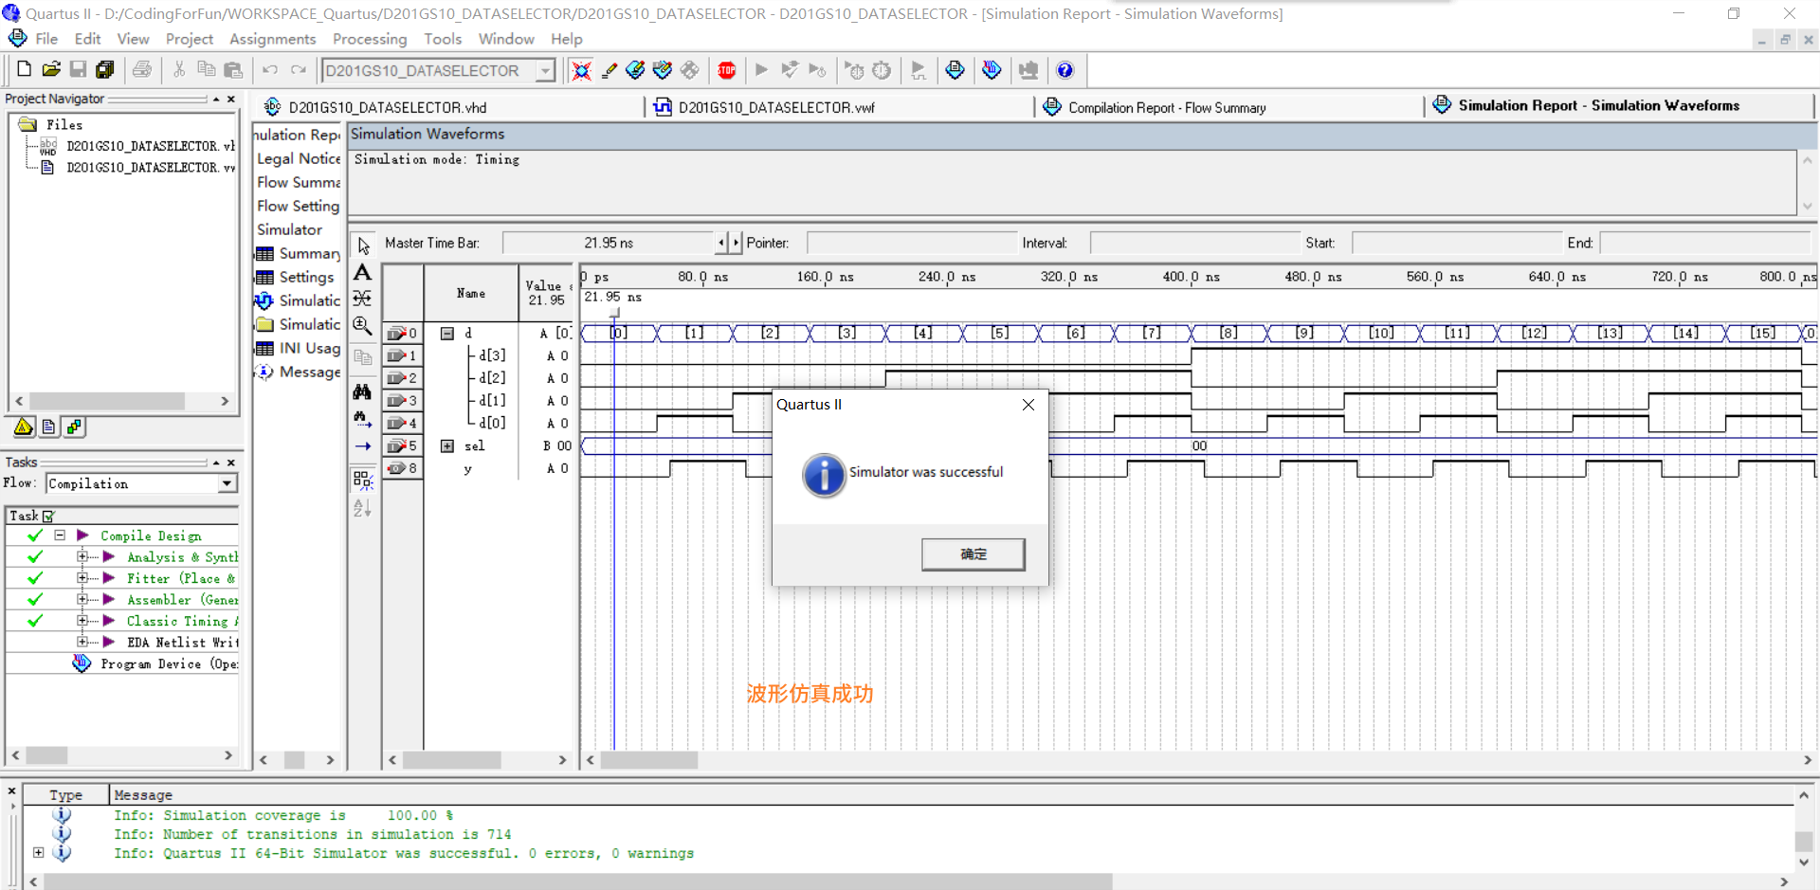 Quartus II - D:/CodingForFun/WORKSPACE_Quartus/D201GS10_DATASELECTOR/D201GS10_DATASELECTOR - D201GS10_DATASELECTOR - [Simulation Report - Simulation Waveforms]
File Edit View Project Assignments Processing Tools Window Help
D201GS10_DATASELECTOR
STOP
Project Navigator
Files
D201GS10_DATASELECTOR.vh
D201GS10_DATASELECTOR.vw
D201GS10_DATASELECTOR.vhd
D201GS10_DATASELECTOR.vwf
Compilation Report - Flow Summary
Simulation Report - Simulation Waveforms
nulation Repo
Legal Notice
Flow Summa
Flow Setting
Simulator
Summary
Settings
Simulatic
Simulatic
INI Usag
Message
Simulation Waveforms
Simulation mode: Timing
Master Time Bar: 21.95 ns Pointer: Interval: Start: End:
Name
Value a
21.95
0 ps 80.0 ns 160.0 ns 240.0 ns 320.0 ns 400.0 ns 480.0 ns 560.0 ns 640.0 ns 720.0 ns 800.0 ns
21.95 ns
0 d A [0] [0] [1] [2] [3] [4] [5] [6] [7] [8] [9] [10] [11] [12] [13] [14] [15] [0
1 d[3] A 0
2 d[2] A 0
3 d[1] A 0
4 d[0] A 0
5 sel B 00 00
8 y A 0
Quartus II
Simulator was successful
确定
波形仿真成功
Tasks
Flow: Compilation
Task
Compile Design
Analysis & Synth
Fitter (Place &
Assembler (Gener
Classic Timing A
EDA Netlist Writ
Program Device (Ope
Type Message
Info: Simulation coverage is 100.00 %
Info: Number of transitions in simulation is 714
Info: Quartus II 64-Bit Simulator was successful. 0 errors, 0 warnings